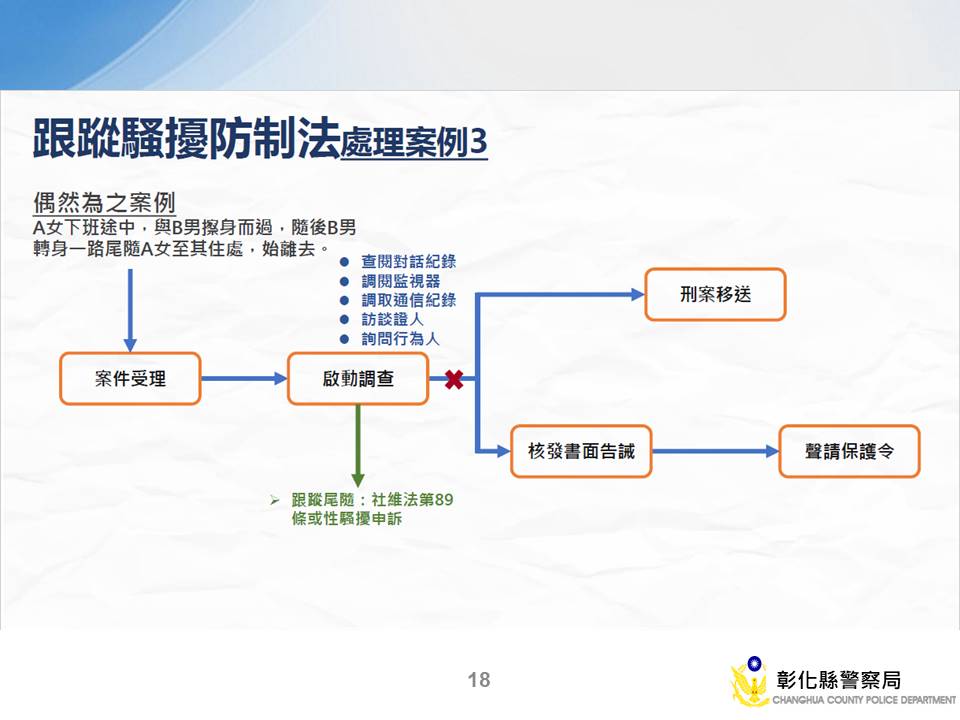 跟蹤騷擾防制法處理案例3
偶然為之案例
A女下班途中，與B男擦身而過，隨後B男
轉身一路尾隨A女至其住處，始離去。
● 查閱對話紀錄
● 調閱監視器
● 調取通信紀錄
● 訪談證人
● 詢問行為人
刑案移送
案件受理
啟動調查
核發書面告誡
聲請保護令
➢ 跟蹤尾隨：社維法第89
條或性騷擾申訴
18
彰化縣警察局
CHANGHUA COUNTY POLICE DEPARTMENT